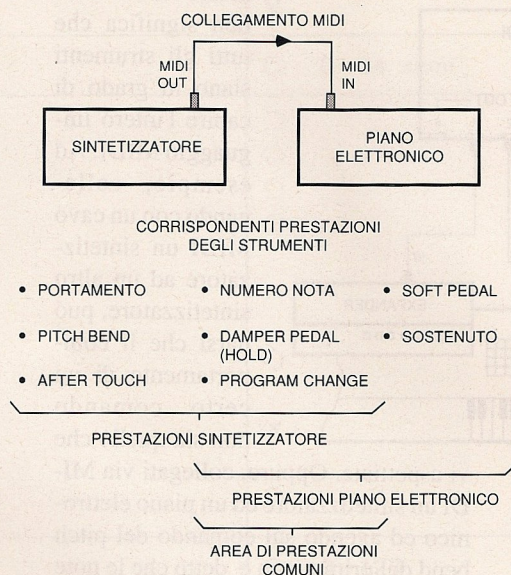 COLLEGAMENTO MIDI
MIDI OUT
MIDI IN
SINTETIZZATORE
PIANO
ELETTRONICO
CORRISPONDENTI PRESTAZIONI
DEGLI STRUMENTI
• PORTAMENTO • NUMERO NOTA • SOFT PEDAL
• PITCH BEND • DAMPER PEDAL (HOLD) • SOSTENUTO
• AFTER TOUCH • PROGRAM CHANGE
PRESTAZIONI SINTETIZZATORE
PRESTAZIONI PIANO ELETTRONICO
AREA DI PRESTAZIONI
COMUNI